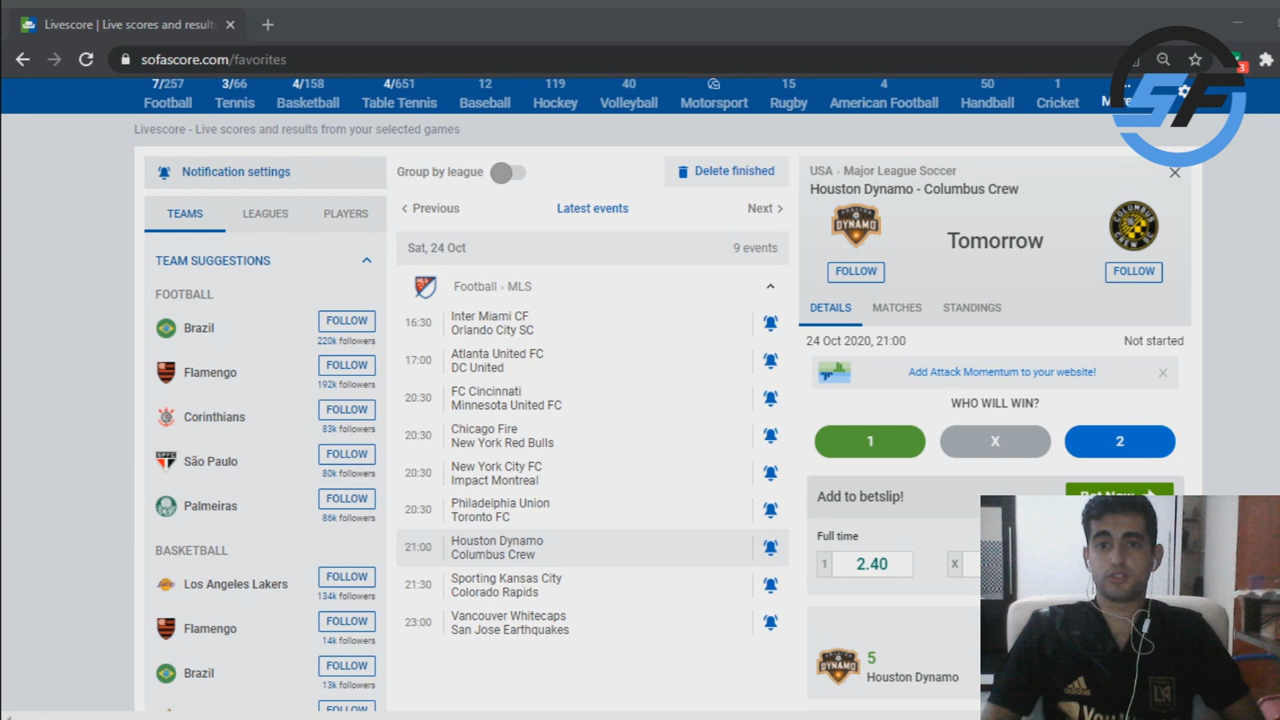 Livescore | Live scores and result
sofascore.com/favorites
3
7/257
Football
3/66
Tennis
4/158
Basketball
4/651
Table Tennis
12
Baseball
119
Hockey
40
Volleyball
Motorsport
15
Rugby
4
American Football
50
Handball
1
Cricket
SF
Livescore - Live scores and results from your selected games
Notification settings
TEAMS
LEAGUES
PLAYERS
TEAM SUGGESTIONS
FOOTBALL
Brazil
FOLLOW
220k followers
Flamengo
FOLLOW
192k followers
Corinthians
FOLLOW
83k followers
São Paulo
FOLLOW
80k followers
Palmeiras
FOLLOW
86k followers
BASKETBALL
Los Angeles Lakers
FOLLOW
134k followers
Flamengo
FOLLOW
14k followers
Brazil
FOLLOW
13k followers
FOLLOW
Group by league
Delete finished
< Previous
Latest events
Next >
Sat, 24 Oct
9 events
Football › MLS
16:30
Inter Miami CF
Orlando City SC
17:00
Atlanta United FC
DC United
20:30
FC Cincinnati
Minnesota United FC
20:30
Chicago Fire
New York Red Bulls
20:30
New York City FC
Impact Montreal
20:30
Philadelphia Union
Toronto FC
21:00
Houston Dynamo
Columbus Crew
21:30
Sporting Kansas City
Colorado Rapids
23:00
Vancouver Whitecaps
San Jose Earthquakes
USA › Major League Soccer
Houston Dynamo - Columbus Crew
DYNAMO
Tomorrow
COLUMBUS
CREW SC
FOLLOW
FOLLOW
DETAILS
MATCHES
STANDINGS
24 Oct 2020, 21:00
Not started
Add Attack Momentum to your website!
WHO WILL WIN?
1
X
2
Add to betslip!
Full time
1
2.40
X
DYNAMO
5
Houston Dynamo
adidas